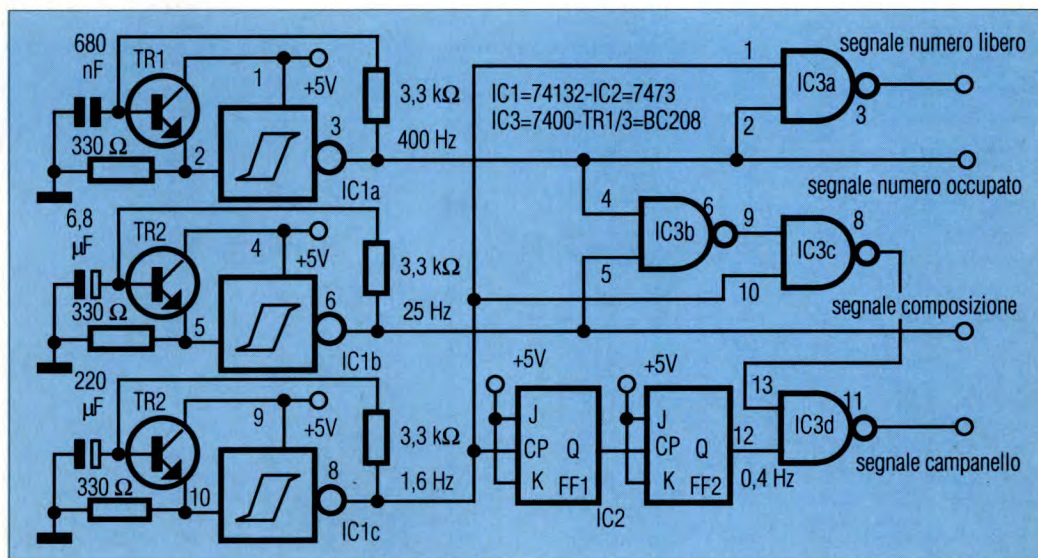 680
nF
TR1
1
+5V
330 Ω
2
3
3,3 kΩ
400 Hz
IC1a
IC1=74132-IC2=7473
IC3=7400-TR1/3=BC208
1
2
IC3a
3
segnale numero libero
segnale numero occupato
6,8
µF
TR2
4
+5V
330 Ω
5
6
3,3 kΩ
25 Hz
IC1b
4
5
6
IC3b
9
10
8
IC3c
segnale composizione
220
µF
TR2
9
+5V
330 Ω
10
8
3,3 kΩ
1,6 Hz
IC1c
+5V
J
CP Q
K FF1
+5V
J
CP Q
K FF2
IC2
12
0,4 Hz
13
11
IC3d
segnale campanello